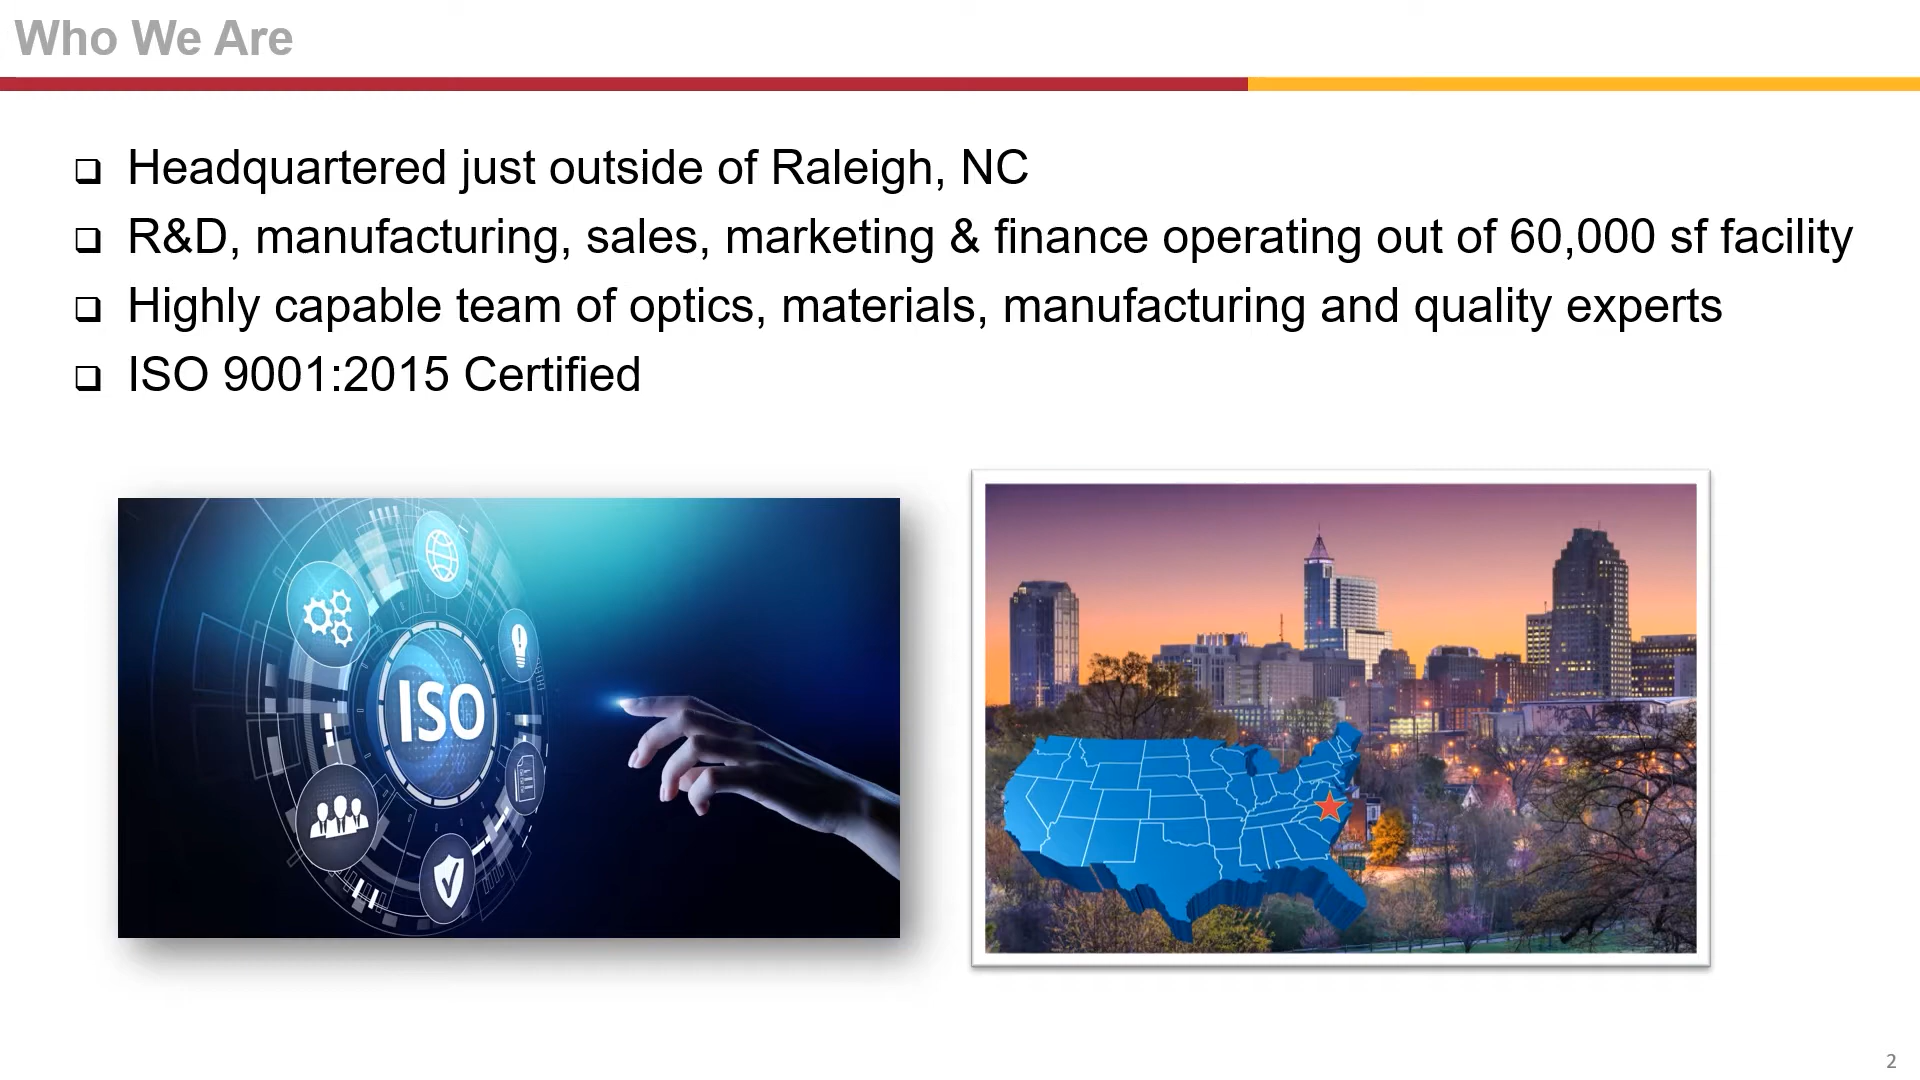 Who We Are
Headquartered just outside of Raleigh, NC
R&D, manufacturing, sales, marketing & finance operating out of 60,000 sf facility
Highly capable team of optics, materials, manufacturing and quality experts
ISO 9001:2015 Certified
ISO
2